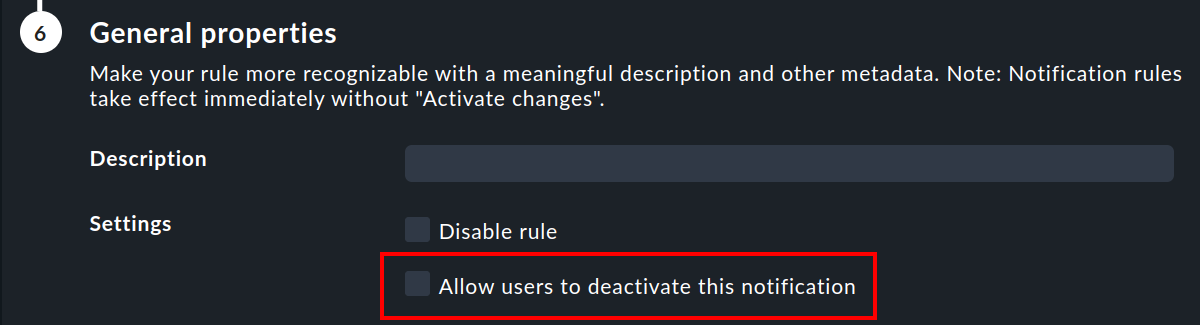 6
General properties
Make your rule more recognizable with a meaningful description and other metadata. Note: Notification rules
take effect immediately without "Activate changes".
Description
Settings
Disable rule
Allow users to deactivate this notification